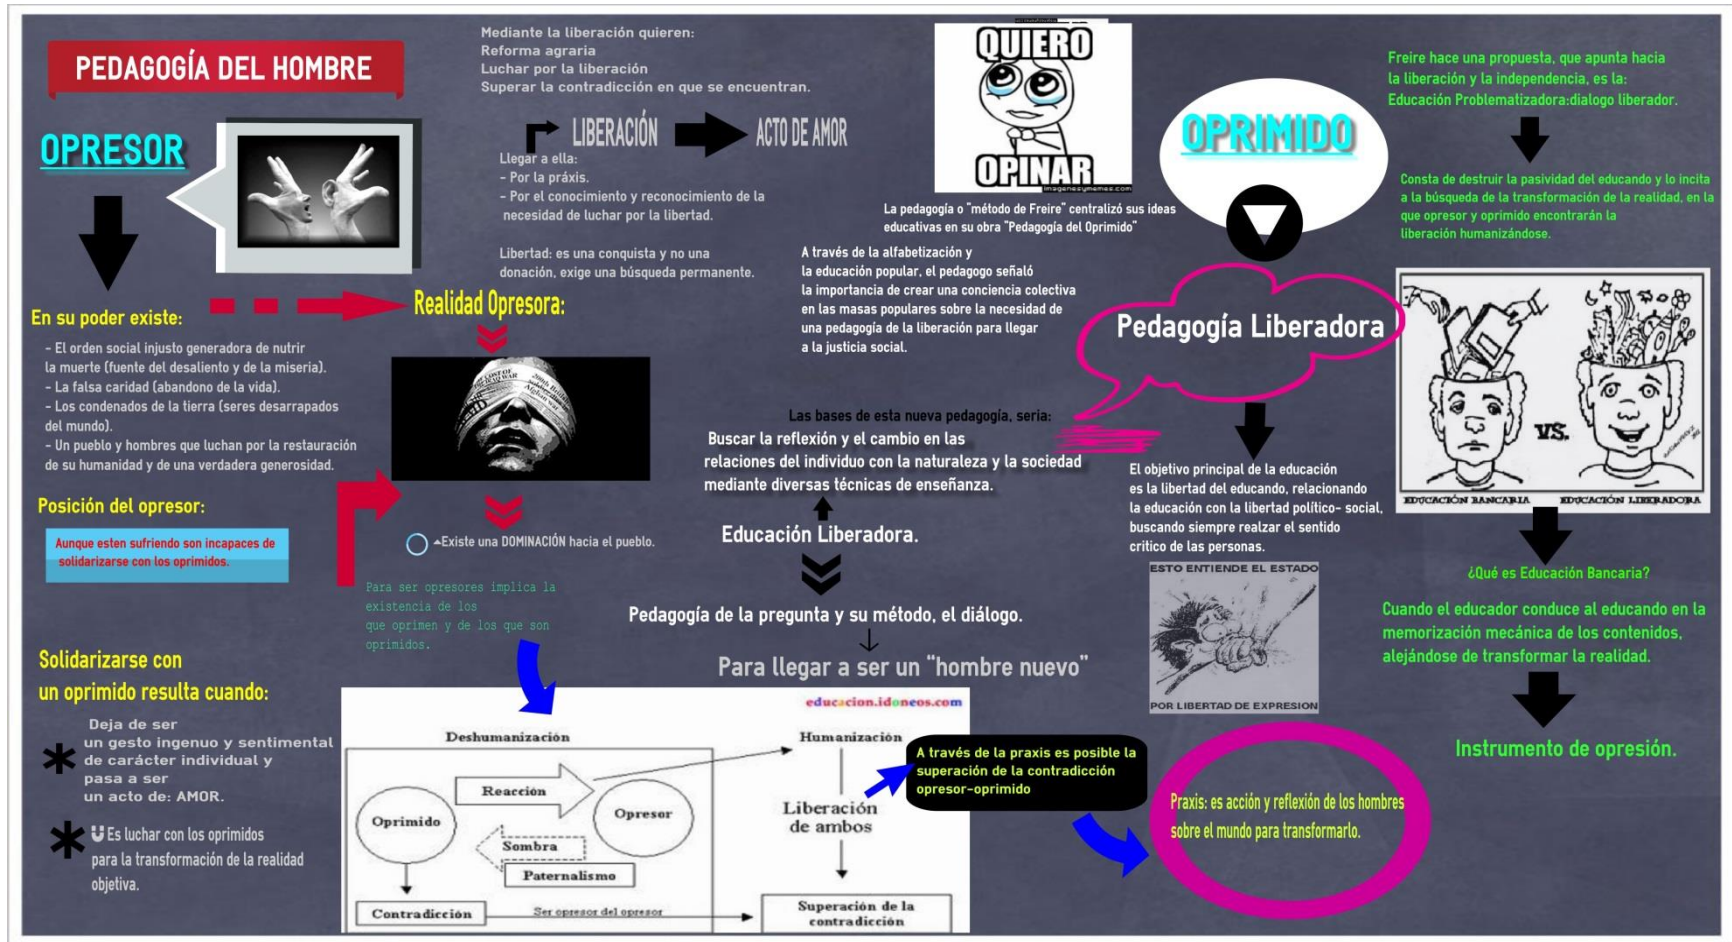 PEDAGOGÍA DEL HOMBRE
OPRESOR
En su poder existe:
- El orden social injusto generadora de nutrir
la muerte (fuente del desaliento y de la miseria).
- La falsa caridad (abandono de la vida).
- Los condenados de la tierra (seres desarrapados
del mundo).
- Un pueblo y hombres que luchan por la restauración
de su humanidad y de una verdadera generosidad.
Posición del opresor:
Aunque esten sufriendo son incapaces de
solidarizarse con los oprimidos.
Solidarizarse con
un oprimido resulta cuando:
Deja de ser
un gesto ingenuo y sentimental
de carácter individual y
pasa a ser
un acto de: AMOR.
Es luchar con los oprimidos
para la transformación de la realidad
objetiva.
Mediante la liberación quieren:
Reforma agraria
Luchar por la liberación
Superar la contradicción en que se encuentran.
LIBERACIÓN
ACTO DE AMOR
Llegar a ella:
- Por la práxis.
- Por el conocimiento y reconocimiento de la
necesidad de luchar por la libertad.
Libertad: es una conquista y no una
donación, exige una búsqueda permanente.
Realidad Opresora:
THE COST OF
IRAQ WAR
200th British
Afghan war
Existe una DOMINACIÓN hacia el pueblo.
Para ser opresores implica la
existencia de los
que oprimen y de los que son
oprimidos.
QUIERO
OPINAR
imagenesymemes.com
La pedagogía o "método de Freire" centralizó sus ideas
educativas en su obra "Pedagogía del Oprimido"
A través de la alfabetización y
la educación popular, el pedagogo señaló
la importancia de crear una conciencia colectiva
en las masas populares sobre la necesidad de
una pedagogía de la liberación para llegar
a la justicia social.
Las bases de esta nueva pedagogía, seria:
Buscar la reflexión y el cambio en las
relaciones del individuo con la naturaleza y la sociedad
mediante diversas técnicas de enseñanza.
Educación Liberadora.
Pedagogía de la pregunta y su método, el diálogo.
Para llegar a ser un "hombre nuevo"
educacion.idoneos.com
Deshumanización
Humanización
Reacción
Oprimido
Opresor
Sombra
Paternalismo
Contradicción
Ser opresor del opresor
Liberación
de ambos
Superación de la
contradicción
A través de la praxis es posible la
superación de la contradicción
opresor-oprimido
Praxis: es acción y reflexión de los hombres
sobre el mundo para transformarlo.
OPRIMIDO
Pedagogía Liberadora
El objetivo principal de la educación
es la libertad del educando, relacionando
la educación con la libertad político- social,
buscando siempre realzar el sentido
critico de las personas.
ESTO ENTIENDE EL ESTADO
POR LIBERTAD DE EXPRESION
Freire hace una propuesta, que apunta hacia
la liberación y la independencia, es la:
Educación Problematizadora:dialogo liberador.
Consta de destruir la pasividad del educando y lo incita
a la búsqueda de la transformación de la realidad, en la
que opresor y oprimido encontrarán la
liberación humanizándose.
VS.
EDUCACIÓN BANCARIA
EDUCACIÓN LIBERADORA
¿Qué es Educación Bancaria?
Cuando el educador conduce al educando en la
memorización mecánica de los contenidos,
alejándose de transformar la realidad.
Instrumento de opresión.